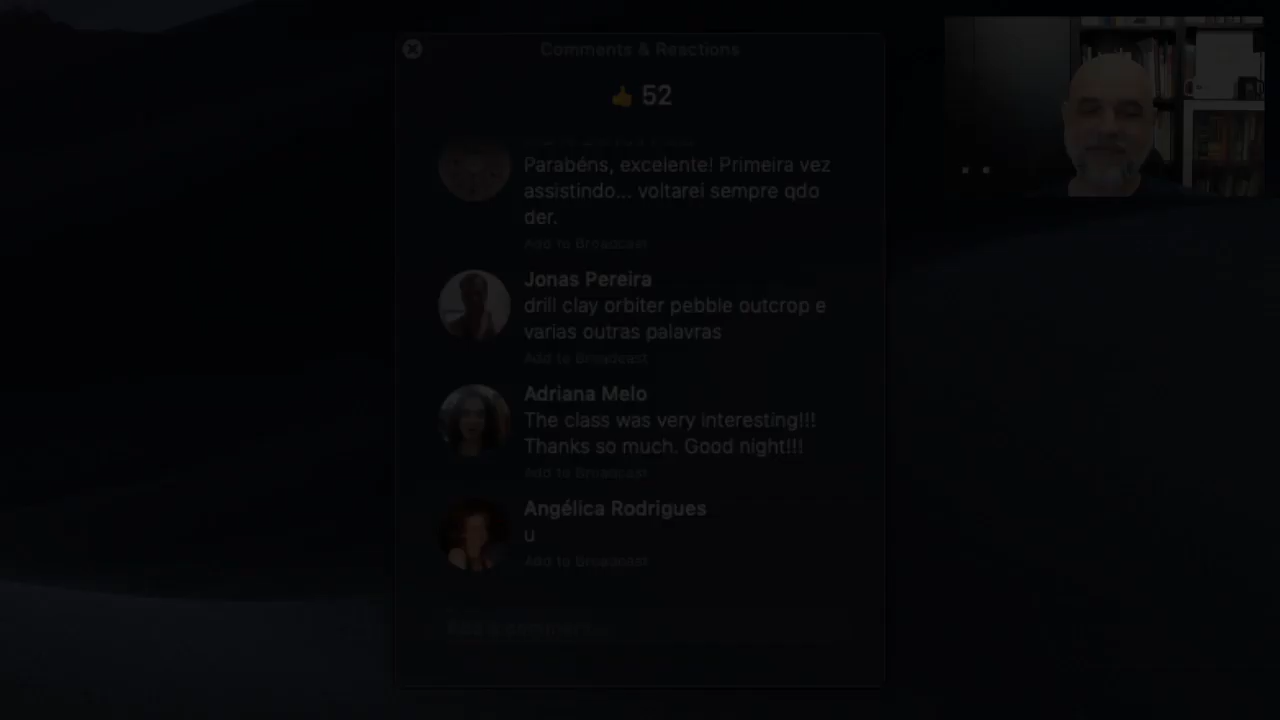 Comments & Reactions
👍 52
Parabéns, excelente! Primeira vez
assistindo... voltarei sempre qdo
der.
Add to Broadcast
Jonas Pereira
drill clay orbiter pebble outcrop e
varias outras palavras
Add to Broadcast
Adriana Melo
The class was very interesting!!!
Thanks so much. Good night!!!
Add to Broadcast
Angélica Rodrigues
u
Add to Broadcast